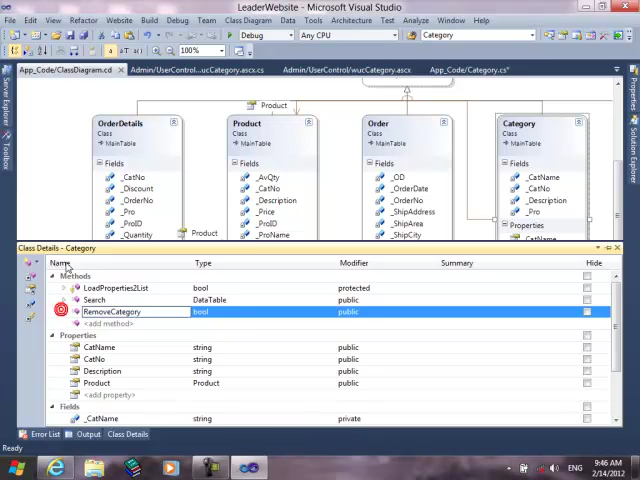 LeaderWebsite - Microsoft Visual Studio
File Edit View Refactor Website Build Debug Team Class Diagram Data Tools Architecture Test Analyze Window Help
Debug Any CPU Category
100%
App_Code/ClassDiagram.cd Admin/UserControl...ucCategory.ascx.cs Admin/UserControl/wucCategory.ascx App_Code/Category.cs*
Server Explorer
Toolbox
Properties
Solution Explorer
Product
OrderDetails
Class
MainTable
Fields
_CatNo
_Discount
_OrderNo
_Pro
_ProID
_Quantity
Product
Product
Class
MainTable
Fields
_AvQty
_CatNo
_Description
_Price
_ProID
_ProName
Order
Class
MainTable
Fields
_OD
_OrderDate
_OrderNo
_ShipAddress
_ShipArea
_ShipCity
Category
Class
MainTable
Fields
_CatName
_CatNo
_Description
_Pro
Properties
CatName
Class Details - Category
Name Type Modifier Summary Hide
Methods
LoadProperties2List bool protected
Search DataTable public
RemoveCategory bool public
<add method>
Properties
CatName string public
CatNo string public
Description string public
Product Product public
<add property>
Fields
_CatName string private
Error List Output Class Details
Ready
ENG
9:46 AM
2/14/2012